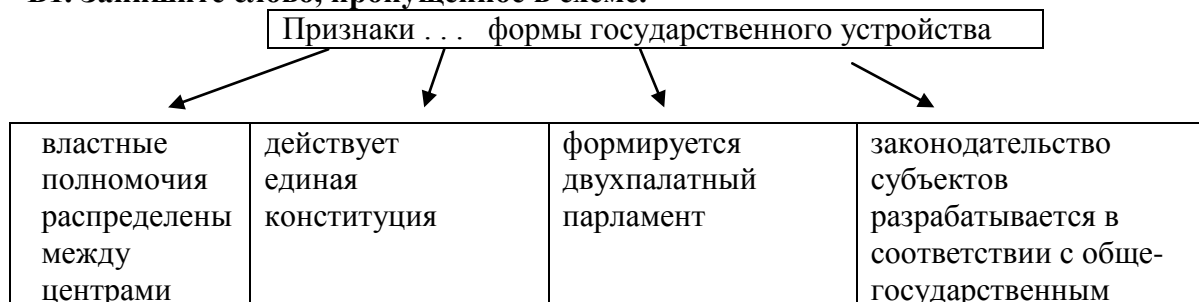 В1. Запишите слово, пропущенное в схеме.
Признаки . . . формы государственного устройства
властные
полномочия
распределены
между
центрами
действует
единая
конституция
формируется
двухпалатный
парламент
законодательство
субъектов
разрабатывается в
соответствии с обще-
государственным